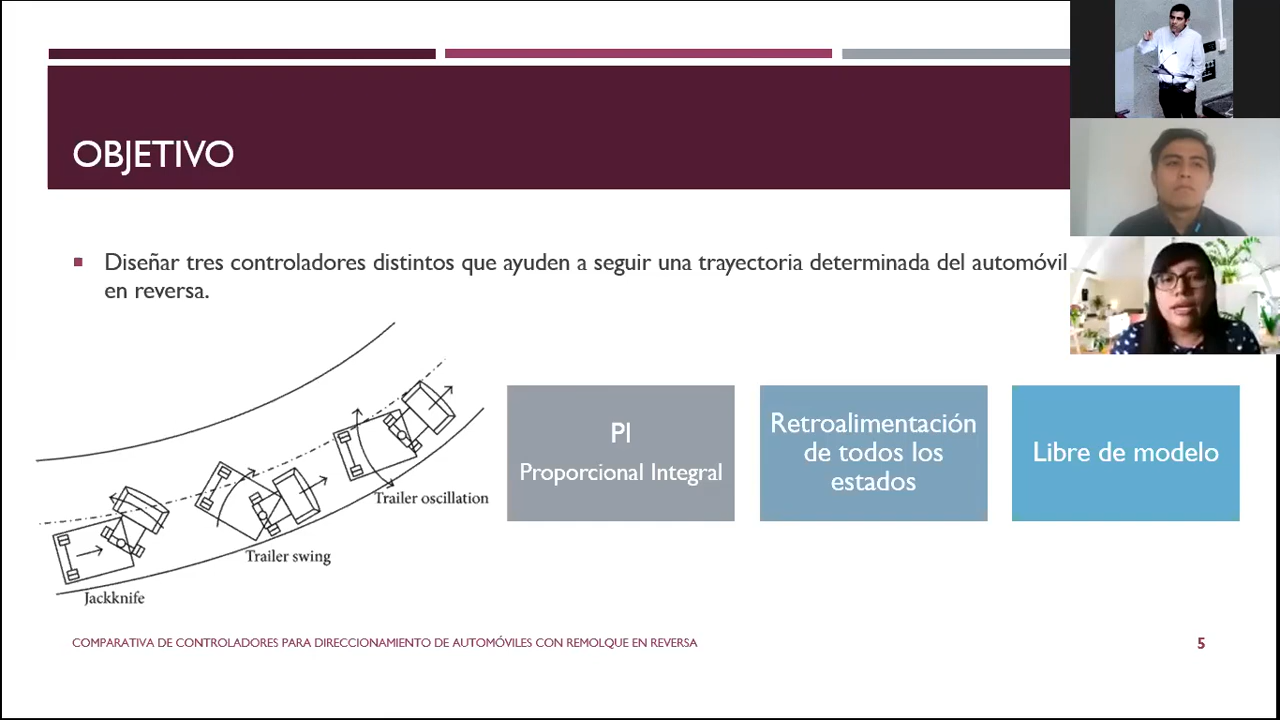 OBJETIVO
Diseñar tres controladores distintos que ayuden a seguir una trayectoria determinada del automóvil
en reversa.
Jackknife
Trailer swing
Trailer oscillation
PI
Proporcional Integral
Retroalimentación
de todos los
estados
Libre de modelo
COMPARATIVA DE CONTROLADORES PARA DIRECCIONAMIENTO DE AUTOMÓVILES CON REMOLQUE EN REVERSA
5